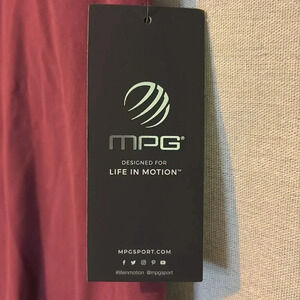 MPG®
DESIGNED FOR
LIFE IN MOTION™
MPGSPORT.COM
#lifeinmotion @mpgsport